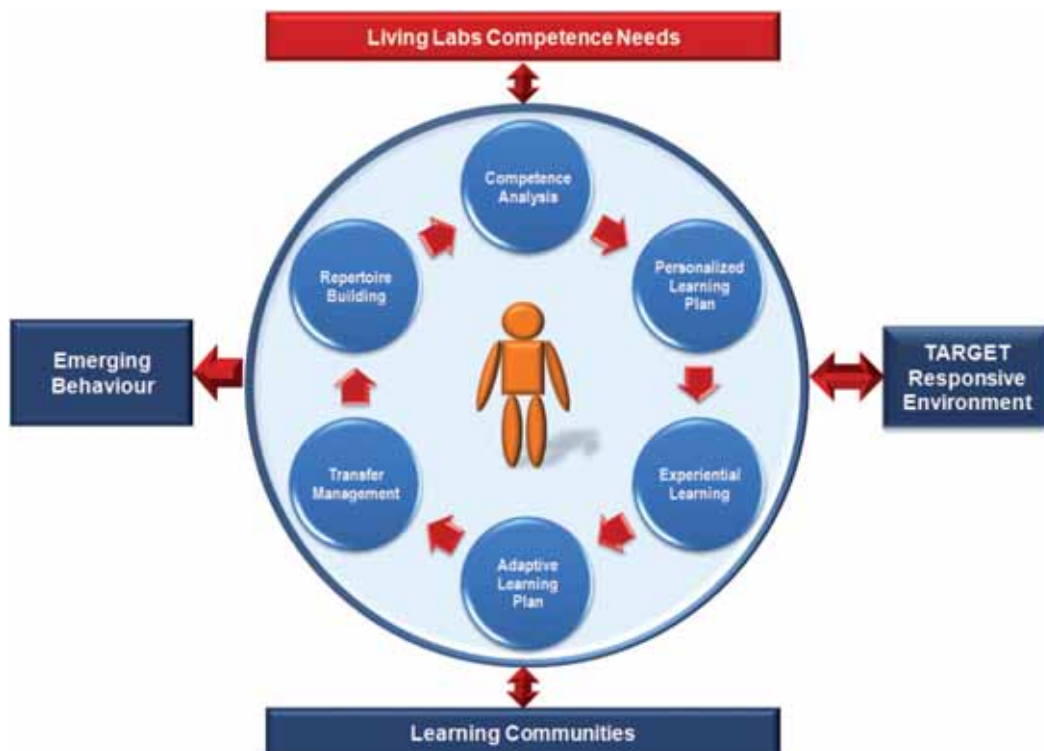 Living Labs Competence Needs
Competence
Analysis
Personalized
Learning
Plan
Experiential
Learning
Adaptive
Learning
Plan
Transfer
Management
Repertoire
Building
Emerging
Behaviour
TARGET
Responsive
Environment
Learning Communities